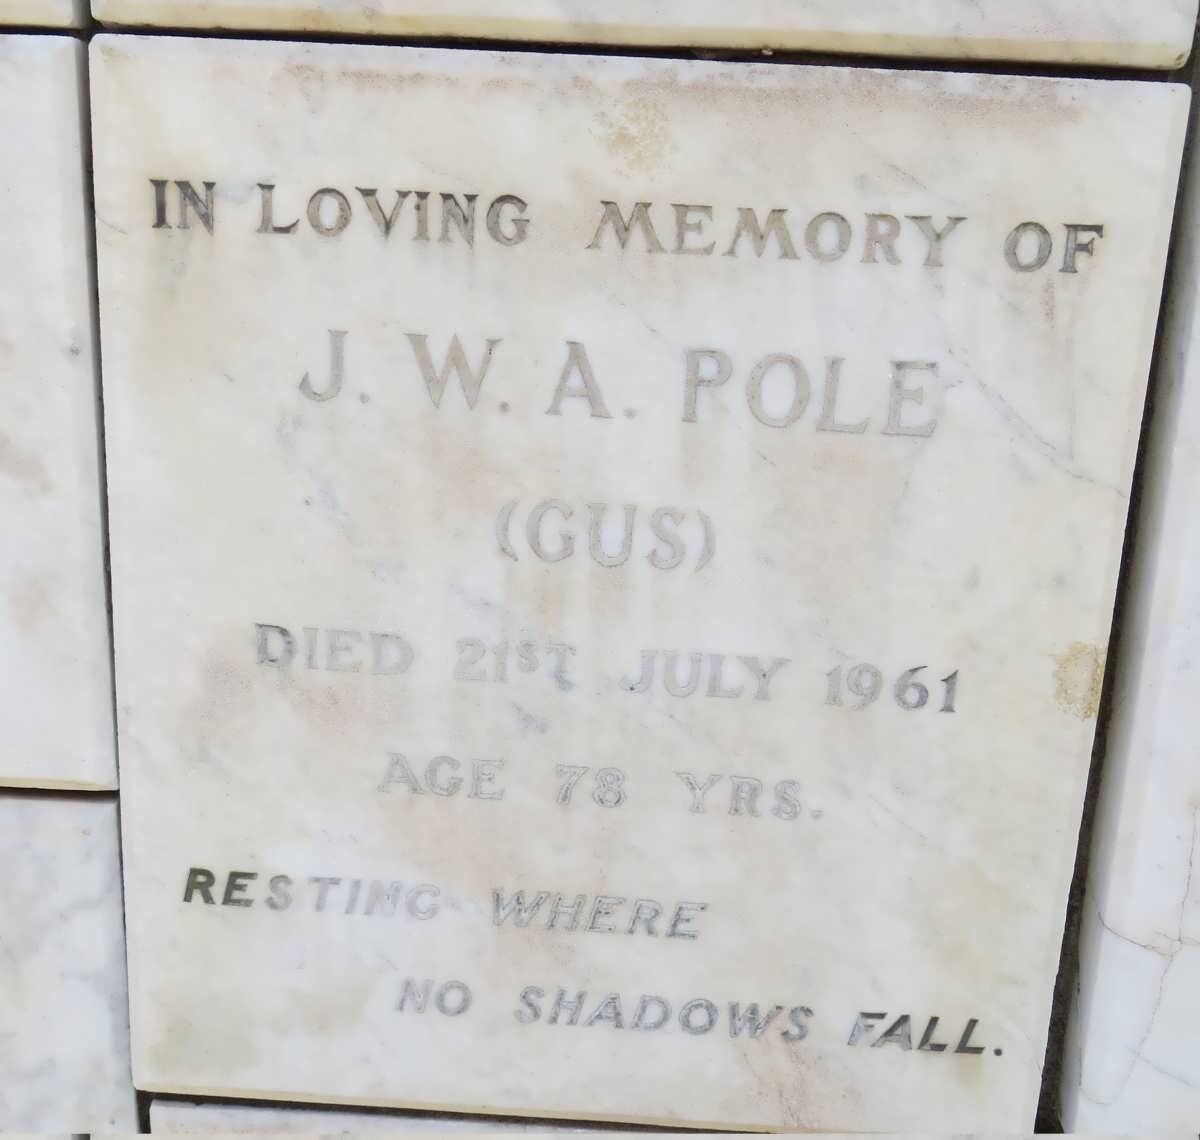 IN LOVING MEMORY OF
J. W. A. POLE
(GUS)
DIED 21ST JULY 1961
AGE 78 YRS.
RESTING WHERE
NO SHADOWS FALL.